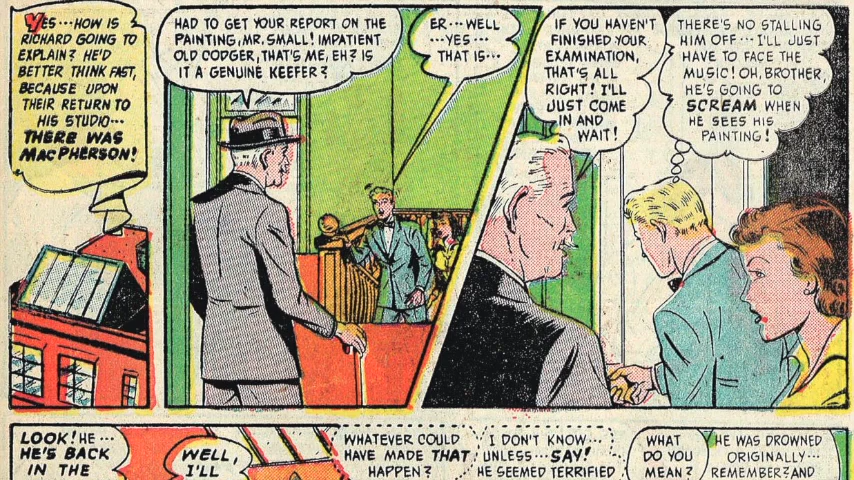 YES---HOW IS
RICHARD GOING TO
EXPLAIN? HE'D
BETTER THINK FAST,
BECAUSE UPON
THEIR RETURN TO
HIS STUDIO---
THERE WAS
MACPHERSON!
HAD TO GET YOUR REPORT ON THE
PAINTING, MR. SMALL! IMPATIENT
OLD CODGER, THAT'S ME, EH? IS
IT A GENUINE KEEFER?
ER---WELL
---YES---
THAT IS---
IF YOU HAVEN'T
FINISHED YOUR
EXAMINATION,
THAT'S ALL
RIGHT! I'LL
JUST COME
IN AND
WAIT!
THERE'S NO STALLING
HIM OFF---I'LL JUST
HAVE TO FACE THE
MUSIC! OH, BROTHER,
HE'S GOING TO
SCREAM WHEN
HE SEES HIS
PAINTING!
LOOK! HE---
HE'S BACK
IN THE
WELL,
I'LL
WHATEVER COULD
HAVE MADE THAT
HAPPEN?
I DON'T KNOW---
UNLESS---SAY!
HE SEEMED TERRIFIED
WHAT
DO YOU
MEAN?
HE WAS DROWNED
ORIGINALLY---
REMEMBER? AND